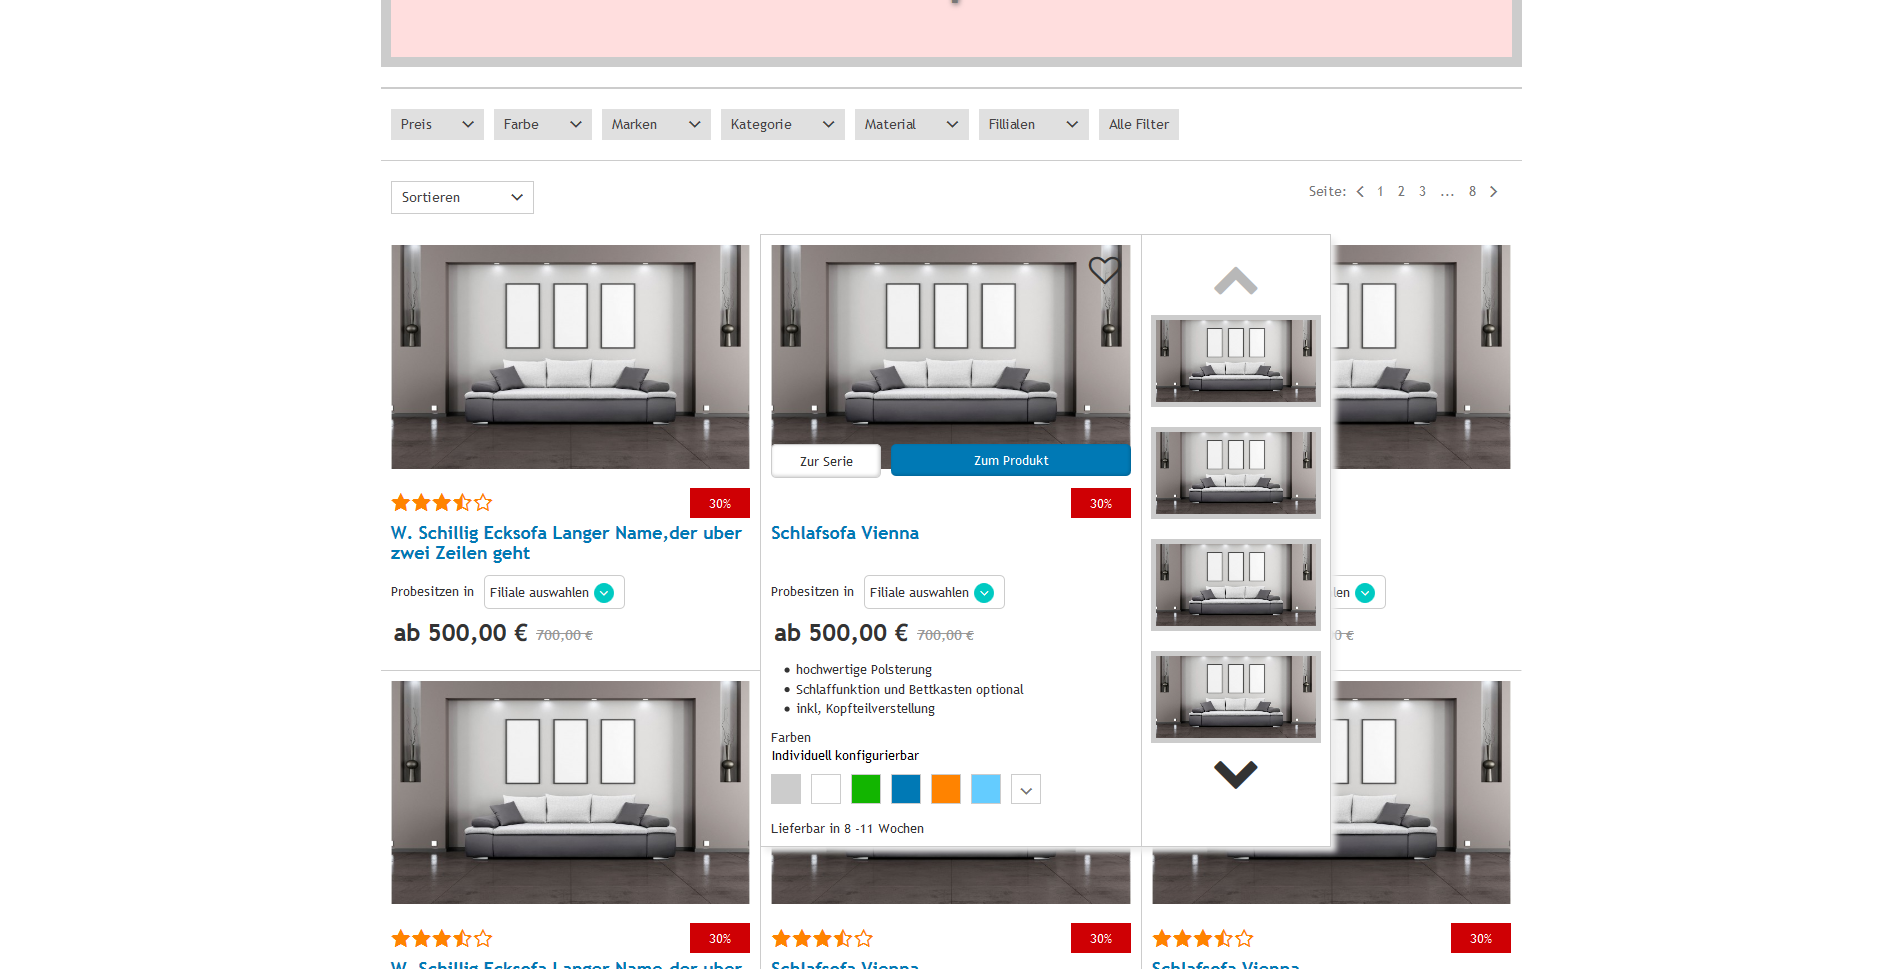 Preis Farbe Marken Kategorie Material Fillialen Alle Filter
Sortieren
Seite: 1 2 3 ... 8
Zur Serie Zum Produkt
30%
W. Schillig Ecksofa Langer Name,der uber
zwei Zeilen geht
Probesitzen in Filiale auswahlen
ab 500,00 € 700,00 €
30%
Schlafsofa Vienna
Probesitzen in Filiale auswahlen
ab 500,00 € 700,00 €
hochwertige Polsterung
Schlaffunktion und Bettkasten optional
inkl, Kopfteilverstellung
Farben
Individuell konfigurierbar
Lieferbar in 8 -11 Wochen
len
0 €
30%
W. Schillig Ecksofa Langer Name,der uber
30%
Schlafsofa Vienna
30%
Schlafsofa Vienna